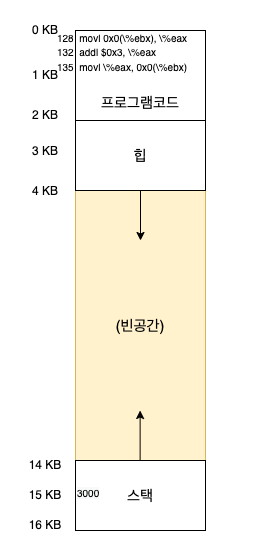 0 KB
128 movl 0x0(\%ebx), \%eax
132 addl $0x3, \%eax
135 movl \%eax, 0x0(\%ebx)
1 KB
프로그램코드
2 KB
3 KB 힙
4 KB
(빈공간)
14 KB
15 KB 3000 스택
16 KB